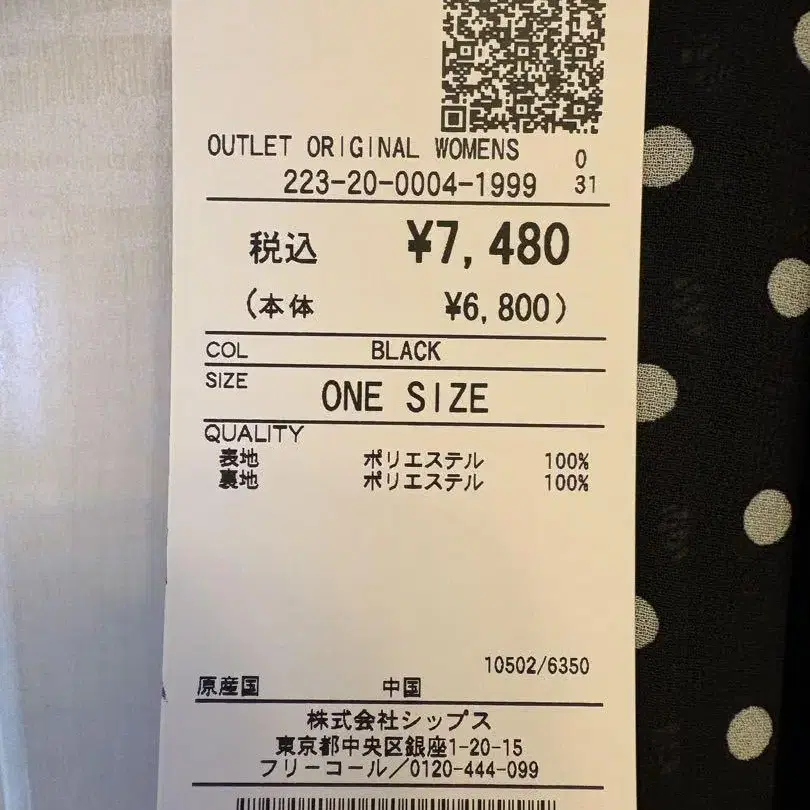 OUTLET ORIGINAL WOMENS 0
223-20-0004-1999 31
税込 ¥7,480
(本体 ¥6,800)
COL BLACK
SIZE ONE SIZE
QUALITY
表地 ポリエステル 100%
裏地 ポリエステル 100%
10502/6350
原産国 中国
株式会社シップス
東京都中央区銀座1-20-15
フリーコール/0120-444-099